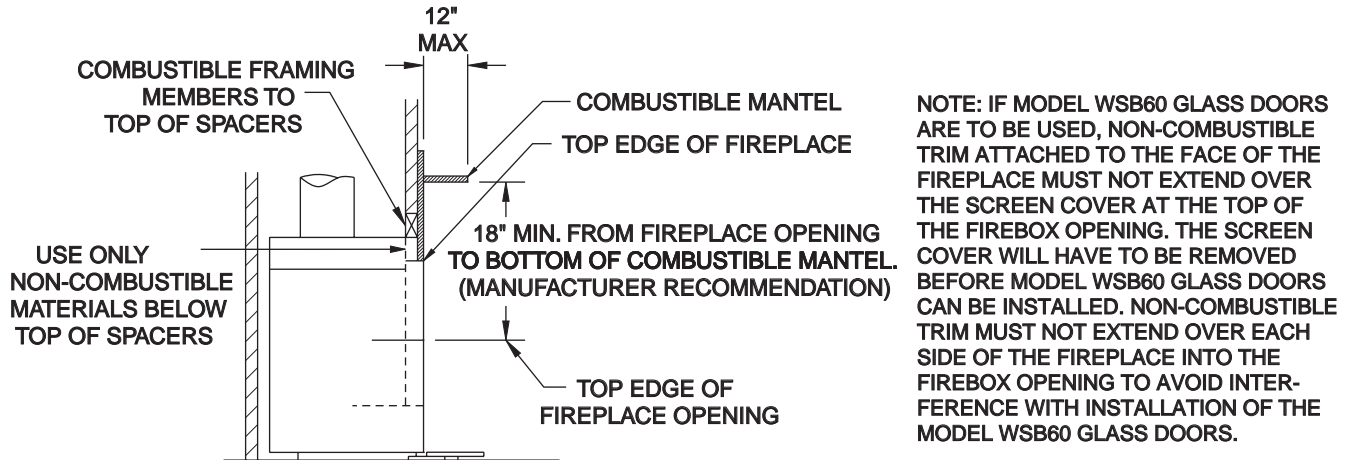 12"
MAX
COMBUSTIBLE FRAMING
MEMBERS TO
TOP OF SPACERS
COMBUSTIBLE MANTEL
TOP EDGE OF FIREPLACE
USE ONLY
NON-COMBUSTIBLE
MATERIALS BELOW
TOP OF SPACERS
18" MIN. FROM FIREPLACE OPENING
TO BOTTOM OF COMBUSTIBLE MANTEL.
(MANUFACTURER RECOMMENDATION)
TOP EDGE OF
FIREPLACE OPENING
NOTE: IF MODEL WSB60 GLASS DOORS
ARE TO BE USED, NON-COMBUSTIBLE
TRIM ATTACHED TO THE FACE OF THE
FIREPLACE MUST NOT EXTEND OVER
THE SCREEN COVER AT THE TOP OF
THE FIREBOX OPENING. THE SCREEN
COVER WILL HAVE TO BE REMOVED
BEFORE MODEL WSB60 GLASS DOORS
CAN BE INSTALLED. NON-COMBUSTIBLE
TRIM MUST NOT EXTEND OVER EACH
SIDE OF THE FIREPLACE INTO THE
FIREBOX OPENING TO AVOID INTER-
FERENCE WITH INSTALLATION OF THE
MODEL WSB60 GLASS DOORS.